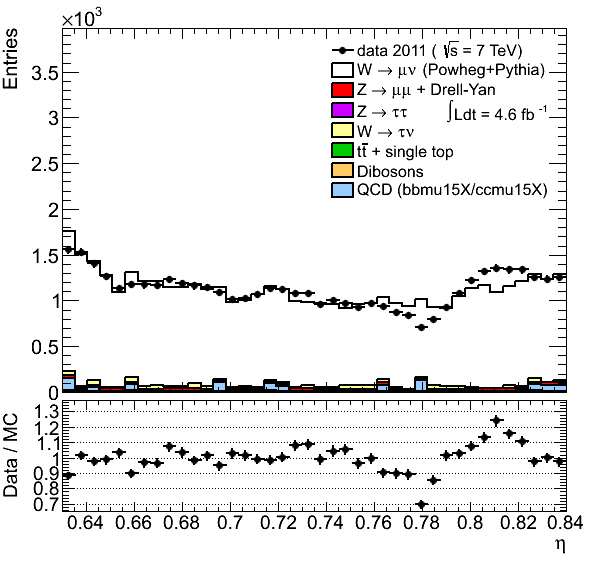 ×10³
Entries
3.5
3
2.5
2
1.5
1
0.5
0
data 2011 ( √s = 7 TeV)
W → μν (Powheg+Pythia)
Z → μμ + Drell-Yan
Z → ττ ∫Ldt = 4.6 fb⁻¹
W → τν
tt̅ + single top
Dibosons
QCD (bbmu15X/ccmu15X)
Data / MC
1.3
1.2
1.1
1
0.9
0.8
0.7
0.64 0.66 0.68 0.7 0.72 0.74 0.76 0.78 0.8 0.82 0.84
η